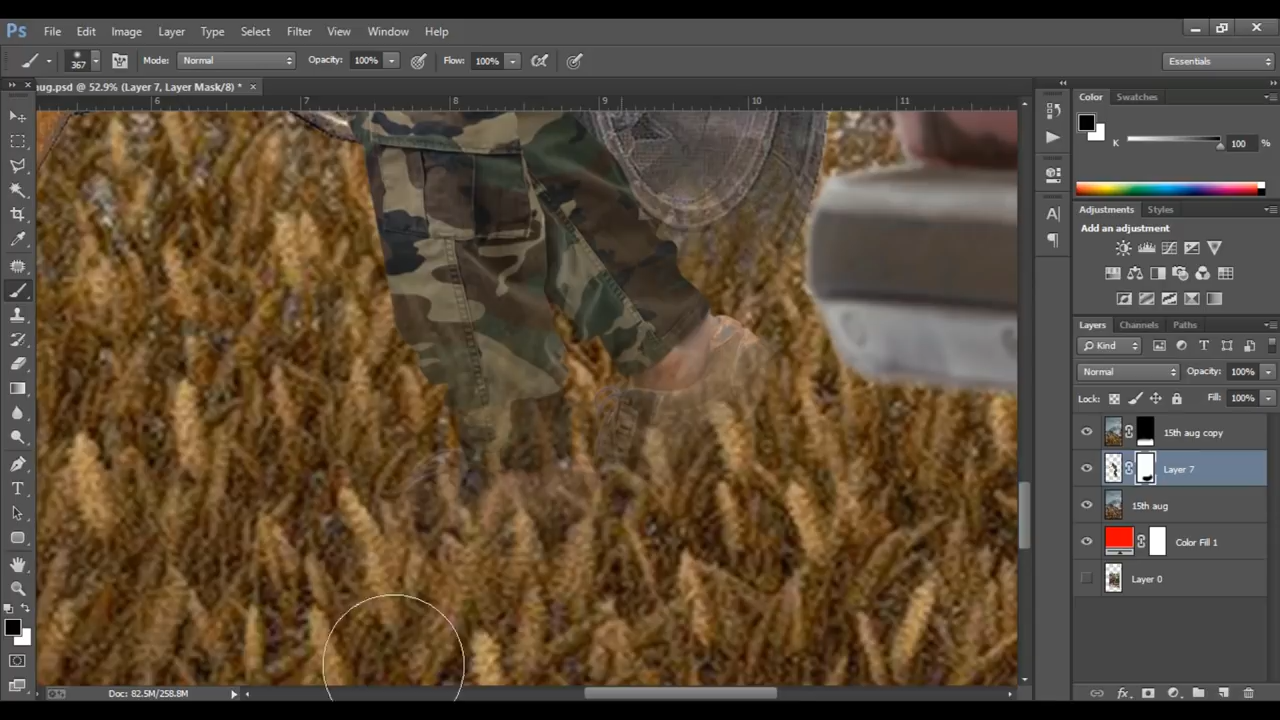 Ps File Edit Image Layer Type Select Filter View Window Help
367 Mode: Normal Opacity: 100% Flow: 100% Essentials
ug.psd @ 52.9% (Layer 7, Layer Mask/8) * ×
6 7 8 9 10 11
Color Swatches
K 100 %
Adjustments Styles
Add an adjustment
Layers Channels Paths
Kind
Normal Opacity: 100%
Lock: Fill: 100%
15th aug copy
Layer 7
15th aug
Color Fill 1
Layer 0
Doc: 82.5M/258.8M